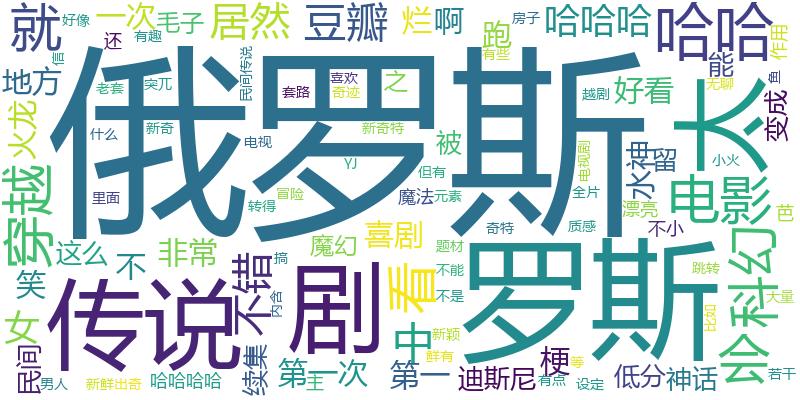 就
好像
一次
毛子
居然
豆瓣
烂
啊
跑
哈哈哈
房子
哈哈
还
有趣
信
有些
能
作用
地方
老套
突兀
民间传说
套路
喜欢
奇迹
之
越剧
好看
无聊
鱼
变成
俄罗斯
大
火龙
什么
新奇
电视
新奇特
被
电视剧
水神
留
小火
穿越
YJ
但有
里面
冒险
转得
魔法
元素
全片
漂亮
电影
芭
奇特
质感
不小
这么
非常
魔幻
喜剧
题材
罗斯
科幻
笑
不
不错
搞
看
不能
跳转
传说
剧
内含
不是
大量
女
中
新颖
比如
会
民间
男人
新鲜出奇
哈哈哈哈
续集
第一次
主
第一
鲜有
迪斯尼
有点
梗
等
设定
低分
神话
若干